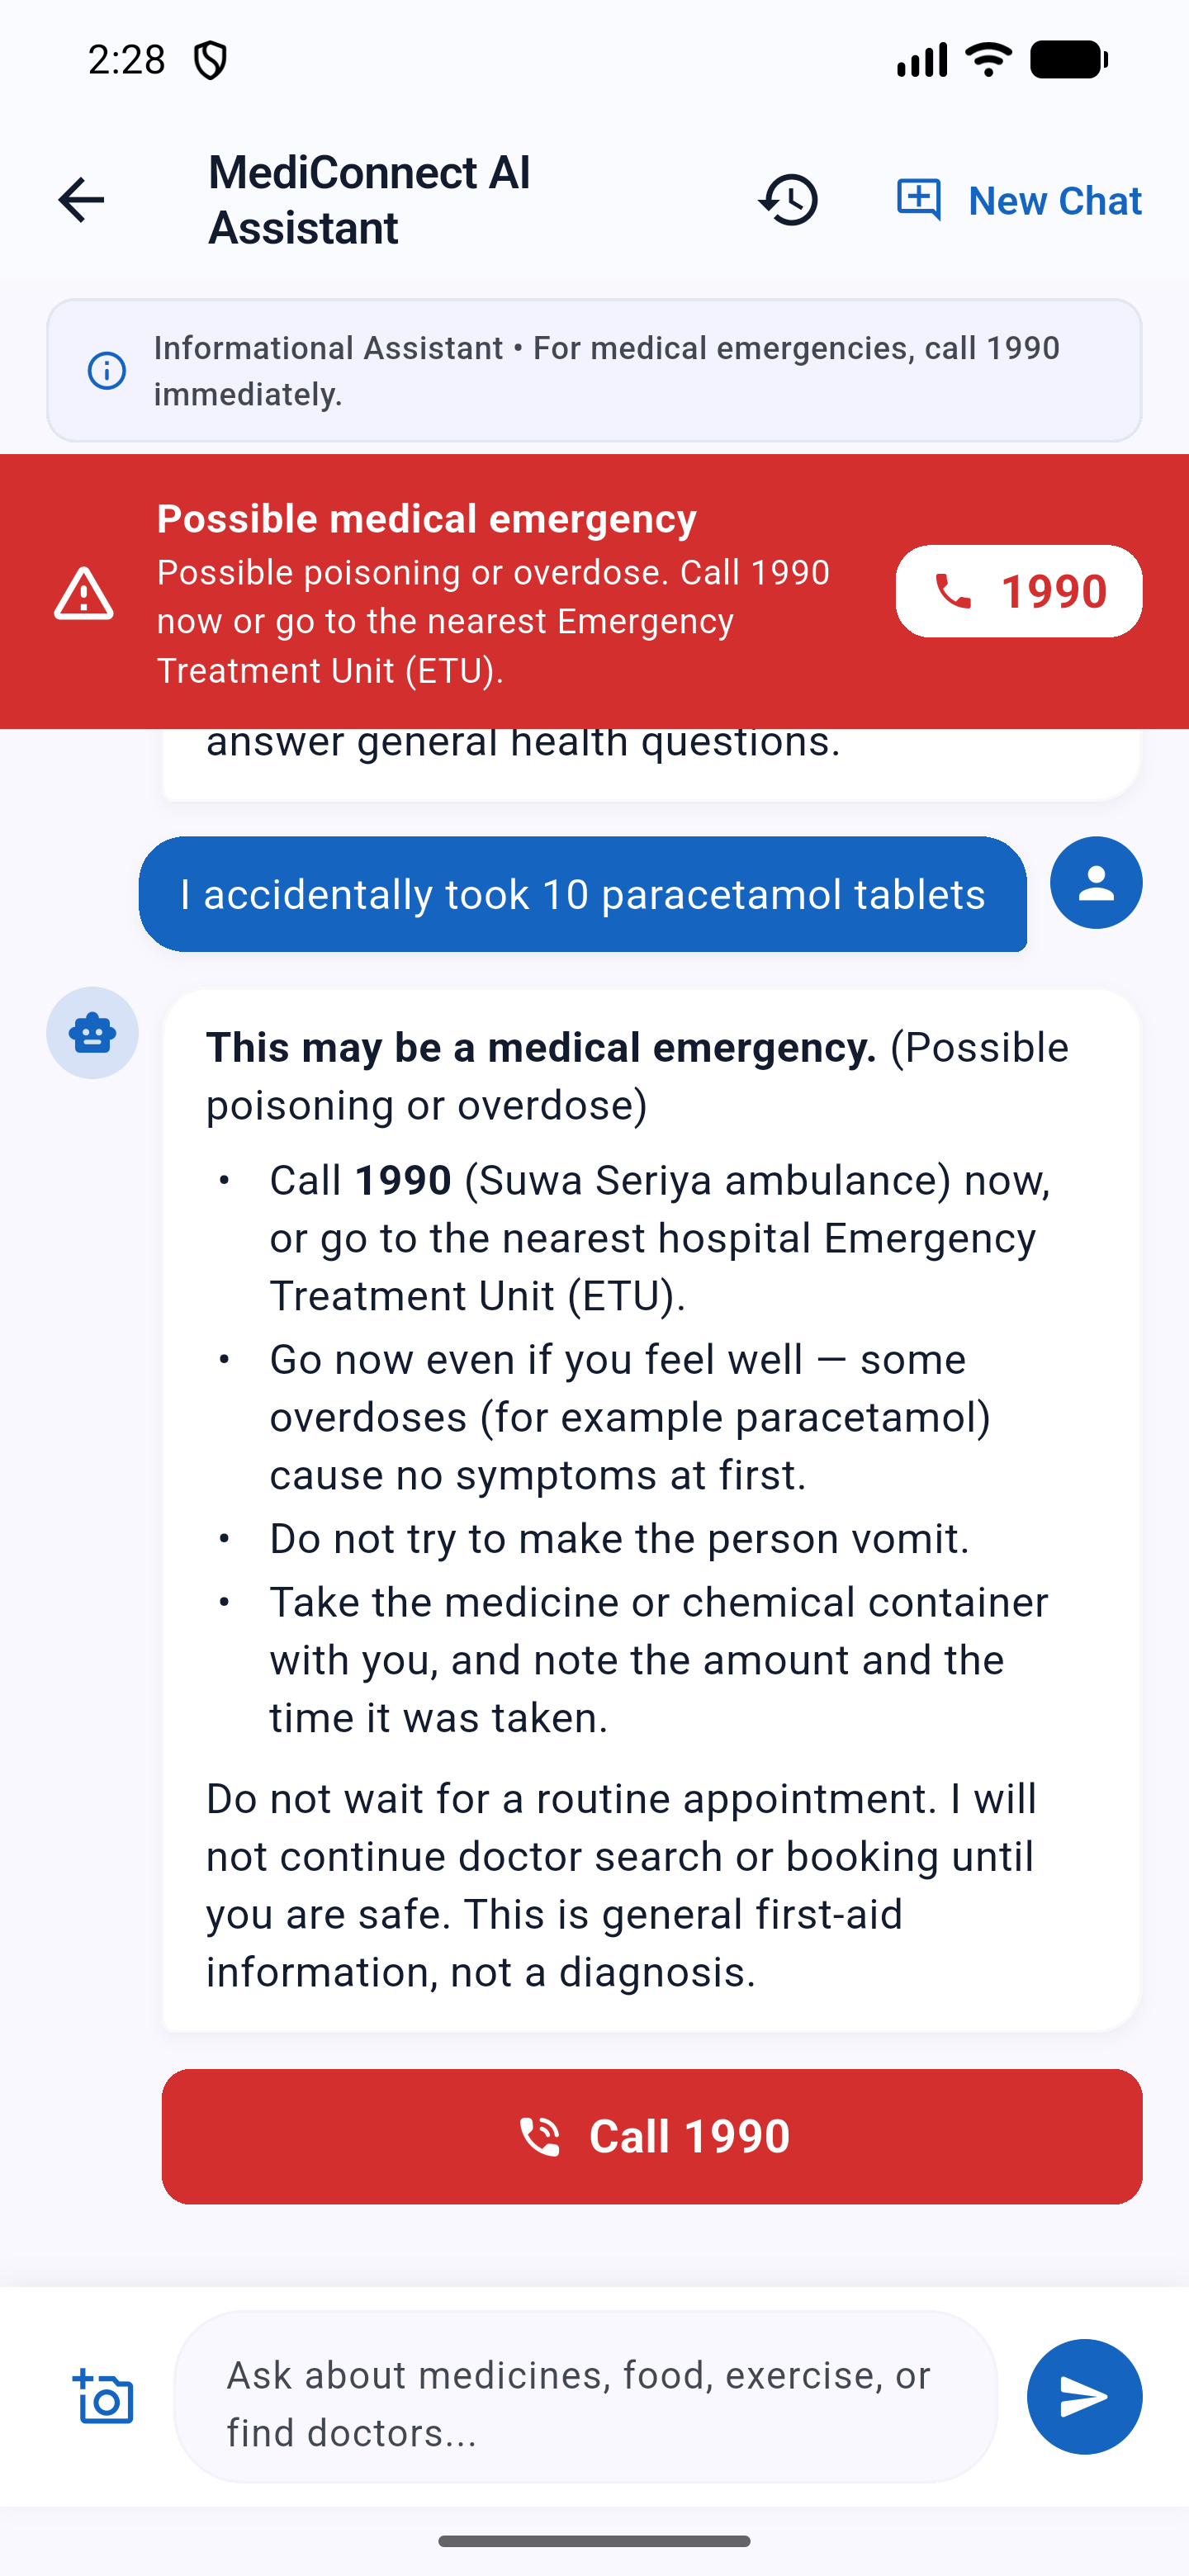 2:28
MediConnect AI
Assistant
New Chat
Informational Assistant • For medical emergencies, call 1990
immediately.
Possible medical emergency
Possible poisoning or overdose. Call 1990
now or go to the nearest Emergency
Treatment Unit (ETU).
1990
answer general health questions.
I accidentally took 10 paracetamol tablets
This may be a medical emergency. (Possible
poisoning or overdose)
• Call 1990 (Suwa Seriya ambulance) now,
or go to the nearest hospital Emergency
Treatment Unit (ETU).
• Go now even if you feel well — some
overdoses (for example paracetamol)
cause no symptoms at first.
• Do not try to make the person vomit.
• Take the medicine or chemical container
with you, and note the amount and the
time it was taken.
Do not wait for a routine appointment. I will
not continue doctor search or booking until
you are safe. This is general first-aid
information, not a diagnosis.
Call 1990
Ask about medicines, food, exercise, or
find doctors...